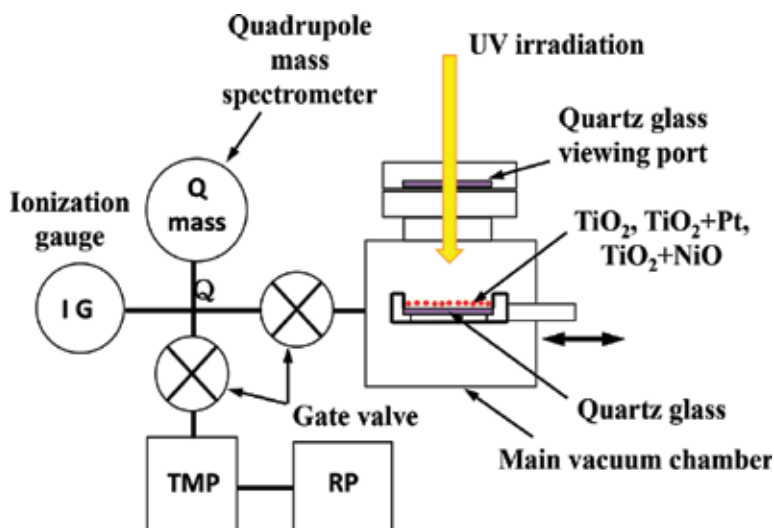 Quadrupole
mass
spectrometer
UV irradiation
Quartz glass
viewing port
Ionization
gauge
Q
mass
TiO₂, TiO₂+Pt,
TiO₂+NiO
I G
Q
Gate valve
Quartz glass
Main vacuum chamber
TMP
RP